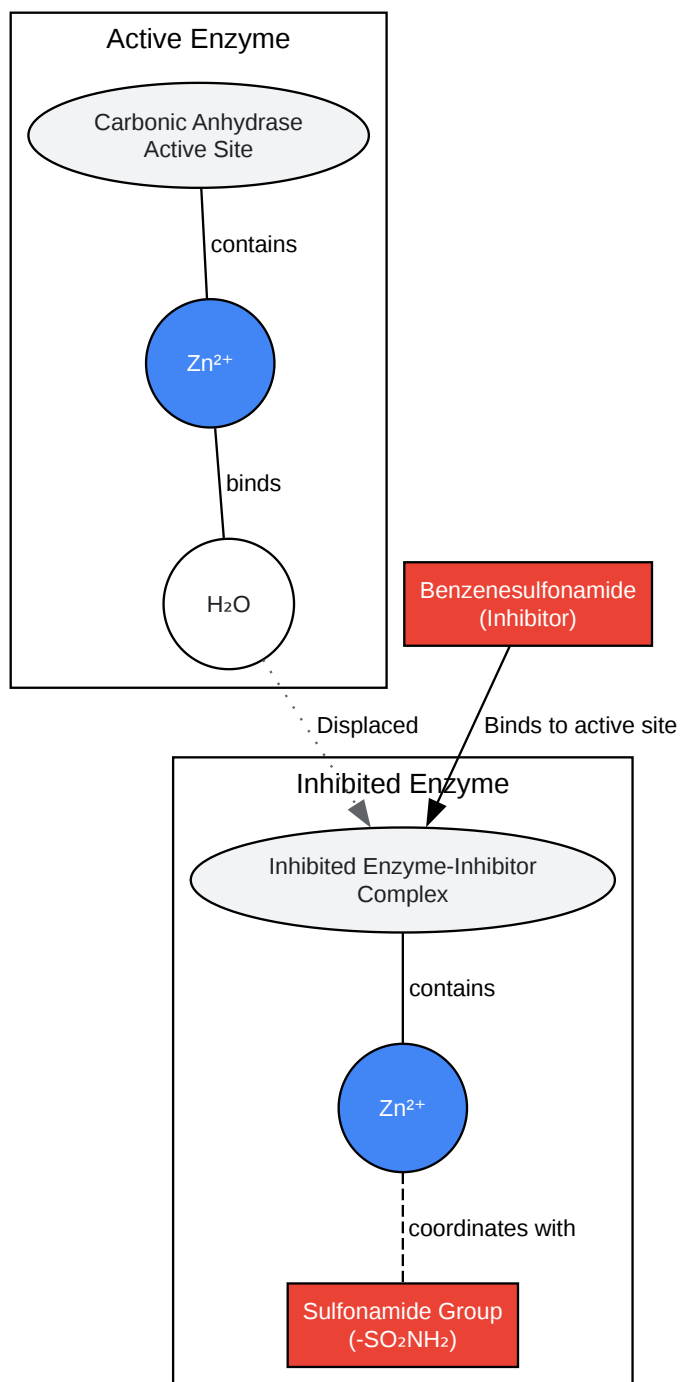 Active Enzyme
Carbonic Anhydrase
Active Site
contains
Zn²⁺
binds
H₂O
Benzenesulfonamide
(Inhibitor)
Displaced
Binds to active site
Inhibited Enzyme
Inhibited Enzyme-Inhibitor
Complex
contains
Zn²⁺
coordinates with
Sulfonamide Group
(-SO₂NH₂)